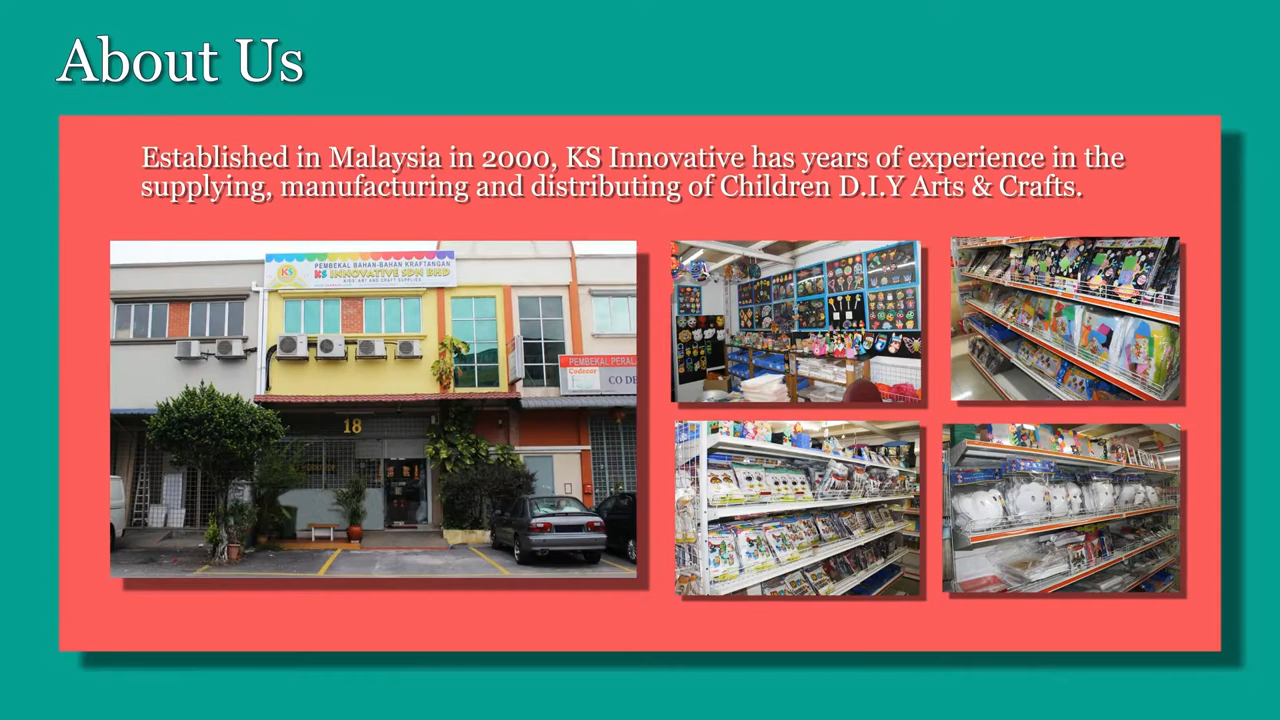 About Us
Established in Malaysia in 2000, KS Innovative has years of experience in the
supplying, manufacturing and distributing of Children D.I.Y Arts & Crafts.
PEMBEKAL BAHAN-BAHAN KRAFTANGAN
KS INNOVATIVE SDN BHD
KIDS' ART AND CRAFT SUPPLIES
PEMBEKAL PERAL
Codecor
CO DE
18